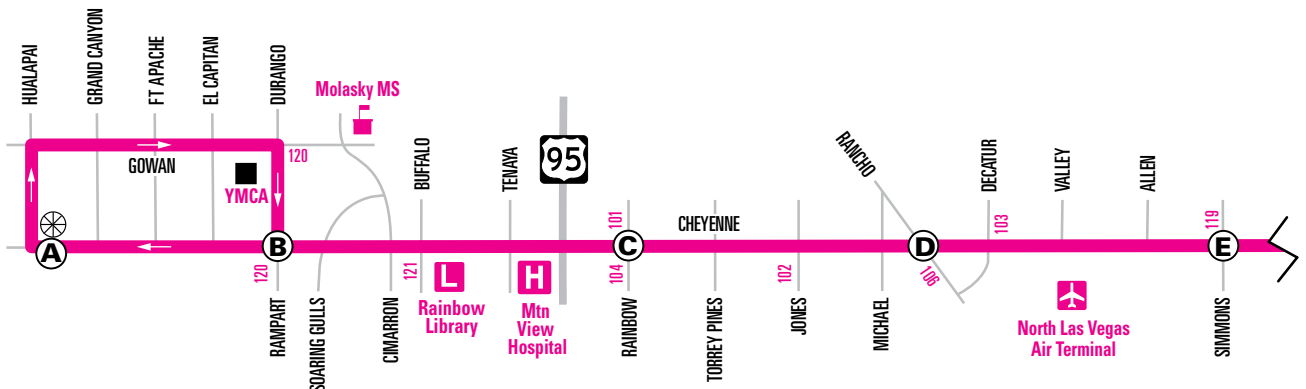 HUALAPAI
GRAND CANYON
FT APACHE
EL CAPITAN
DURANGO
Molasky MS
120
GOWAN
YMCA
BUFFALO
TENAYA
95
RANCHO
DECATUR
VALLEY
ALLEN
101
CHEYENNE
103
119
A
B
C
D
E
120
121
104
102
106
L
H
Rainbow
Library
Mtn
View
Hospital
North Las Vegas
Air Terminal
RAMPART
SOARING GULLS
CIMARRON
RAINBOW
TORREY PINES
JONES
MICHAEL
SIMMONS